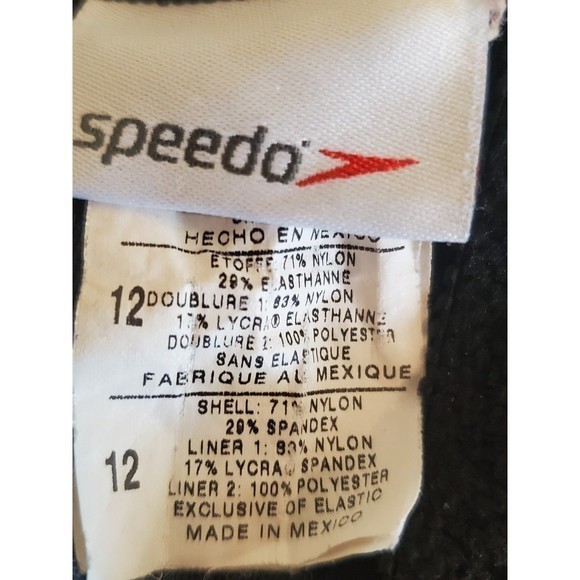 speedo
HECHO EN MEXICO
ETOFFE 71% NYLON
29% ELASTHANNE
12 DOUBLURE 1: 83% NYLON
17% LYCRA® ELASTHANNE
DOUBLURE 2: 100% POLYESTER
SANS ELASTIQUE
FABRIQUE AU MEXIQUE
SHELL: 71% NYLON
29% SPANDEX
LINER 1: 83% NYLON
12 17% LYCRA® SPANDEX
LINER 2: 100% POLYESTER
EXCLUSIVE OF ELASTIC
MADE IN MEXICO